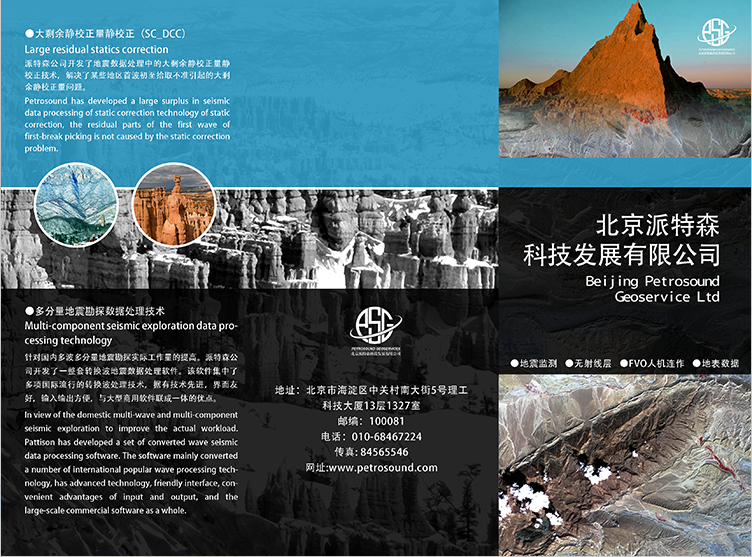 ●大剩余静校正量静校正（SC_DCC）
Large residual statics correction
派特森公司开发了地震数据处理中的大剩余静校正量静
校正技术，解决了某些地区首波初至拾取不准引起的大剩
余静校正量问题。
Petrosound has developed a large surplus in seismic
data processing of static correction technology of static
correction, the residual parts of the first wave of
first-break picking is not caused by the static correction
problem.
●多分量地震勘探数据处理技术
Multi-component seismic exploration data pro-
cessing technology
针对国内多波多分量地震勘探实际工作量的提高。派特森公
司开发了一些套转换波地震数据处理软件。该软件集中了
多项国际流行的转换波处理技术，据有技术先进，界面友
好，输入输出方便，与大型商用软件联成一体的优点。
In view of the domestic multi-wave and multi-component
seismic exploration to improve the actual workload.
Pattison has developed a set of converted wave seismic
data processing software. The software mainly converted
a number of international popular wave processing tech-
nology, has advanced technology, friendly interface, con-
venient advantages of input and output, and the
large-scale commercial software as a whole.
PETROSOUND GEOSERVICES
北京派特森科技发展有限公司
地址：北京市海淀区中关村南大街5号理工
科技大厦13层1327室
邮编：100081
电话：010-68467224
传真: 84565546
网址:www.petrosound.com
北京派特森
科技发展有限公司
Beijing Petrosound
Geoservice Ltd
●地震监测 ●无射线层 ●FVO人机连作 ●地表数据